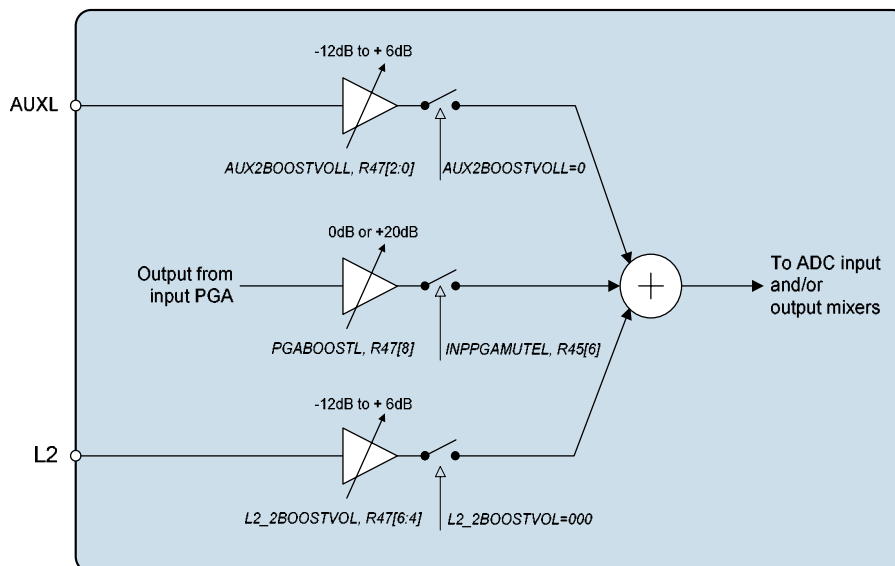 -12dB to + 6dB
AUXL
AUX2BOOSTVOLL, R47[2:0]
AUX2BOOSTVOLL=0
0dB or +20dB
Output from
input PGA
To ADC input
and/or
output mixers
PGABOOSTL, R47[8]
INPPGAMUTEL, R45[6]
-12dB to + 6dB
L2
L2_2BOOSTVOL, R47[6:4]
L2_2BOOSTVOL=000